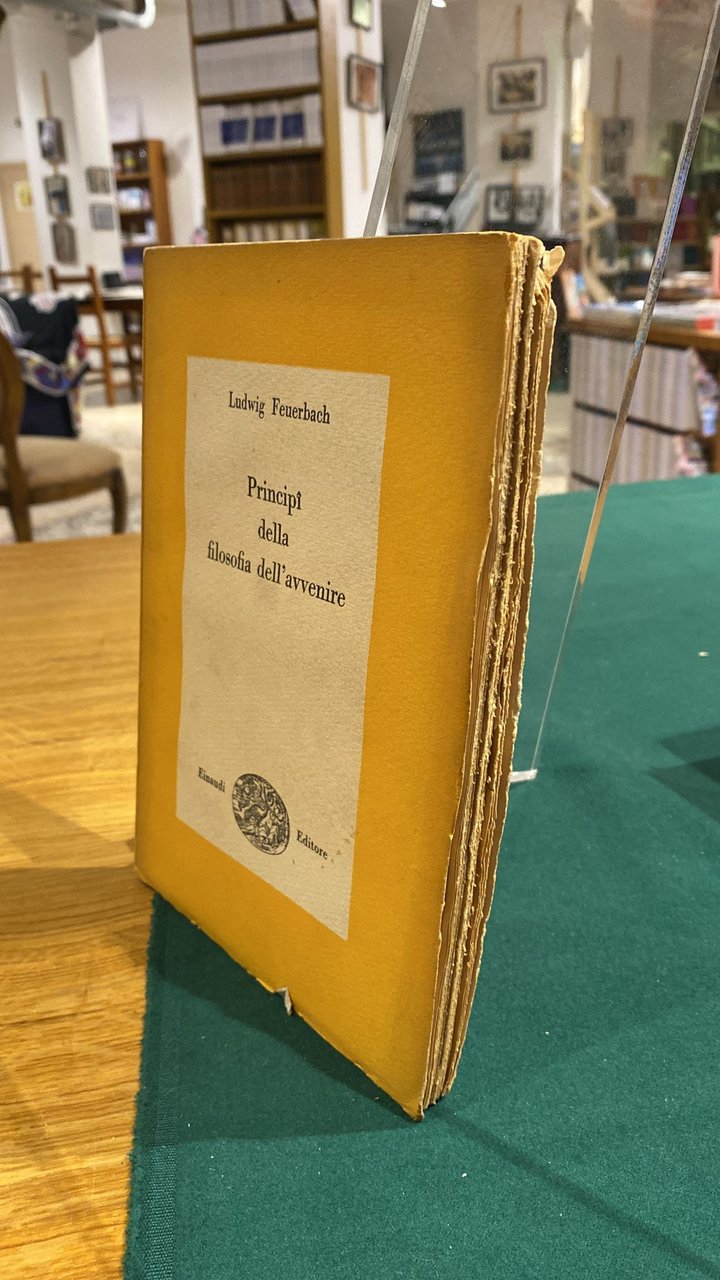 Ludwig Feuerbach
Principî
della
filosofia dell'avvenire
Einaudi
Editore